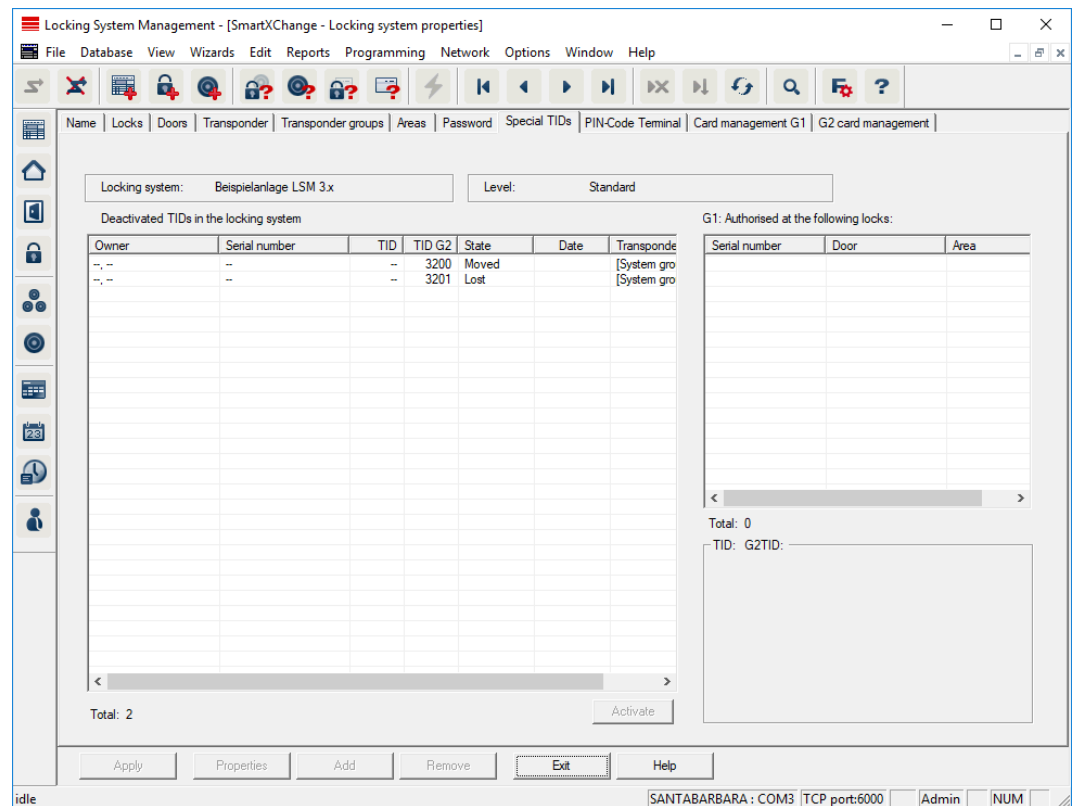 Locking System Management - [SmartXChange - Locking system properties]
File Database View Wizards Edit Reports Programming Network Options Window Help
Name Locks Doors Transponder Transponder groups Areas Password Special TIDs PIN-Code Terminal Card management G1 G2 card management
Locking system: Beispielanlage LSM 3.x Level: Standard
Deactivated TIDs in the locking system
Owner Serial number TID TID G2 State Date Transponde
--, -- -- -- 3200 Moved [System gro
--, -- -- -- 3201 Lost [System gro
Total: 2
Activate
G1: Authorised at the following locks:
Serial number Door Area
Total: 0
TID: G2TID:
Apply Properties Add Remove Exit Help
idle SANTABARBARA : COM3 TCP port:6000 Admin NUM